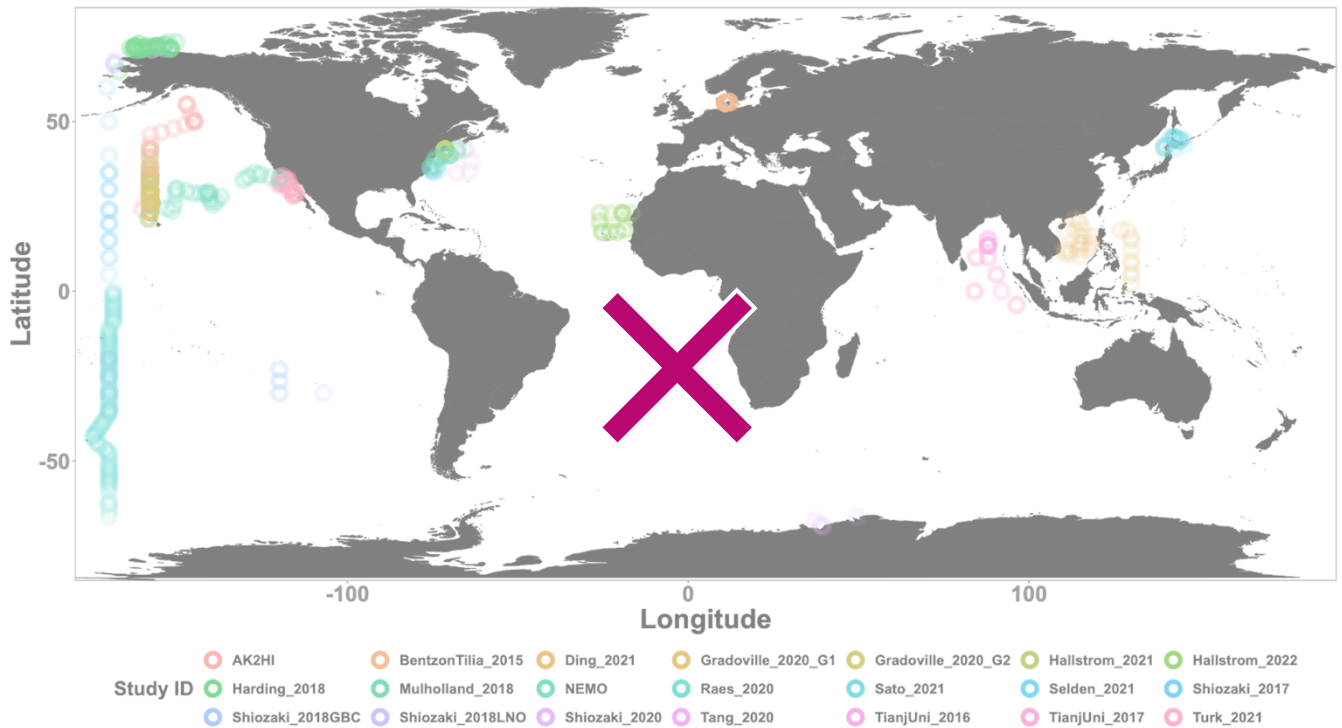 50
0
-50
Latitude
-100
0
100
Longitude
Study ID
AK2HI
BentzonTilia_2015
Ding_2021
Gradoville_2020_G1
Gradoville_2020_G2
Hallstrom_2021
Hallstrom_2022
Harding_2018
Mulholland_2018
NEMO
Raes_2020
Sato_2021
Selden_2021
Shiozaki_2017
Shiozaki_2018GBC
Shiozaki_2018LNO
Shiozaki_2020
Tang_2020
TianjUni_2016
TianjUni_2017
Turk_2021